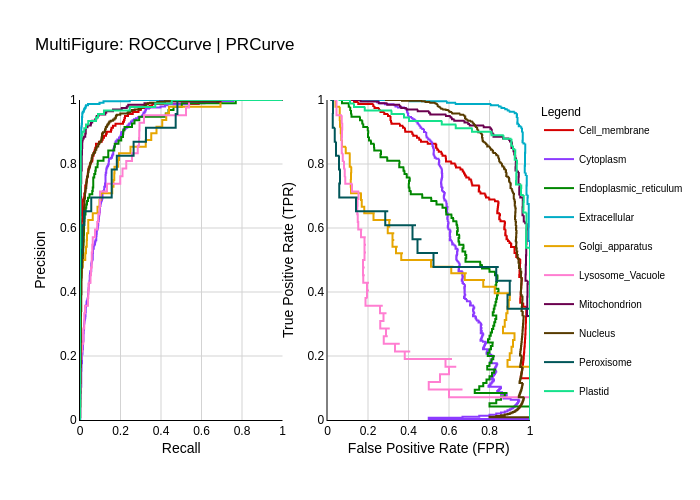 MultiFigure: ROCCurve | PRCurve
Precision
1
0.8
0.6
0.4
0.2
0
0 0.2 0.4 0.6 0.8 1
Recall
True Positive Rate (TPR)
1
0.8
0.6
0.4
0.2
0
0 0.2 0.4 0.6 0.8 1
False Positive Rate (FPR)
Legend
Cell_membrane
Cytoplasm
Endoplasmic_reticulum
Extracellular
Golgi_apparatus
Lysosome_Vacuole
Mitochondrion
Nucleus
Peroxisome
Plastid